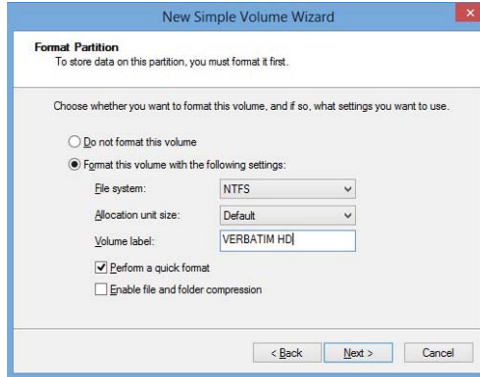 New Simple Volume Wizard
Format Partition
To store data on this partition, you must format it first.
Choose whether you want to format this volume, and if so, what settings you want to use.
Do not format this volume
Format this volume with the following settings:
File system: NTFS
Allocation unit size: Default
Volume label: VERBATIM HD
Perform a quick format
Enable file and folder compression
< Back Next > Cancel